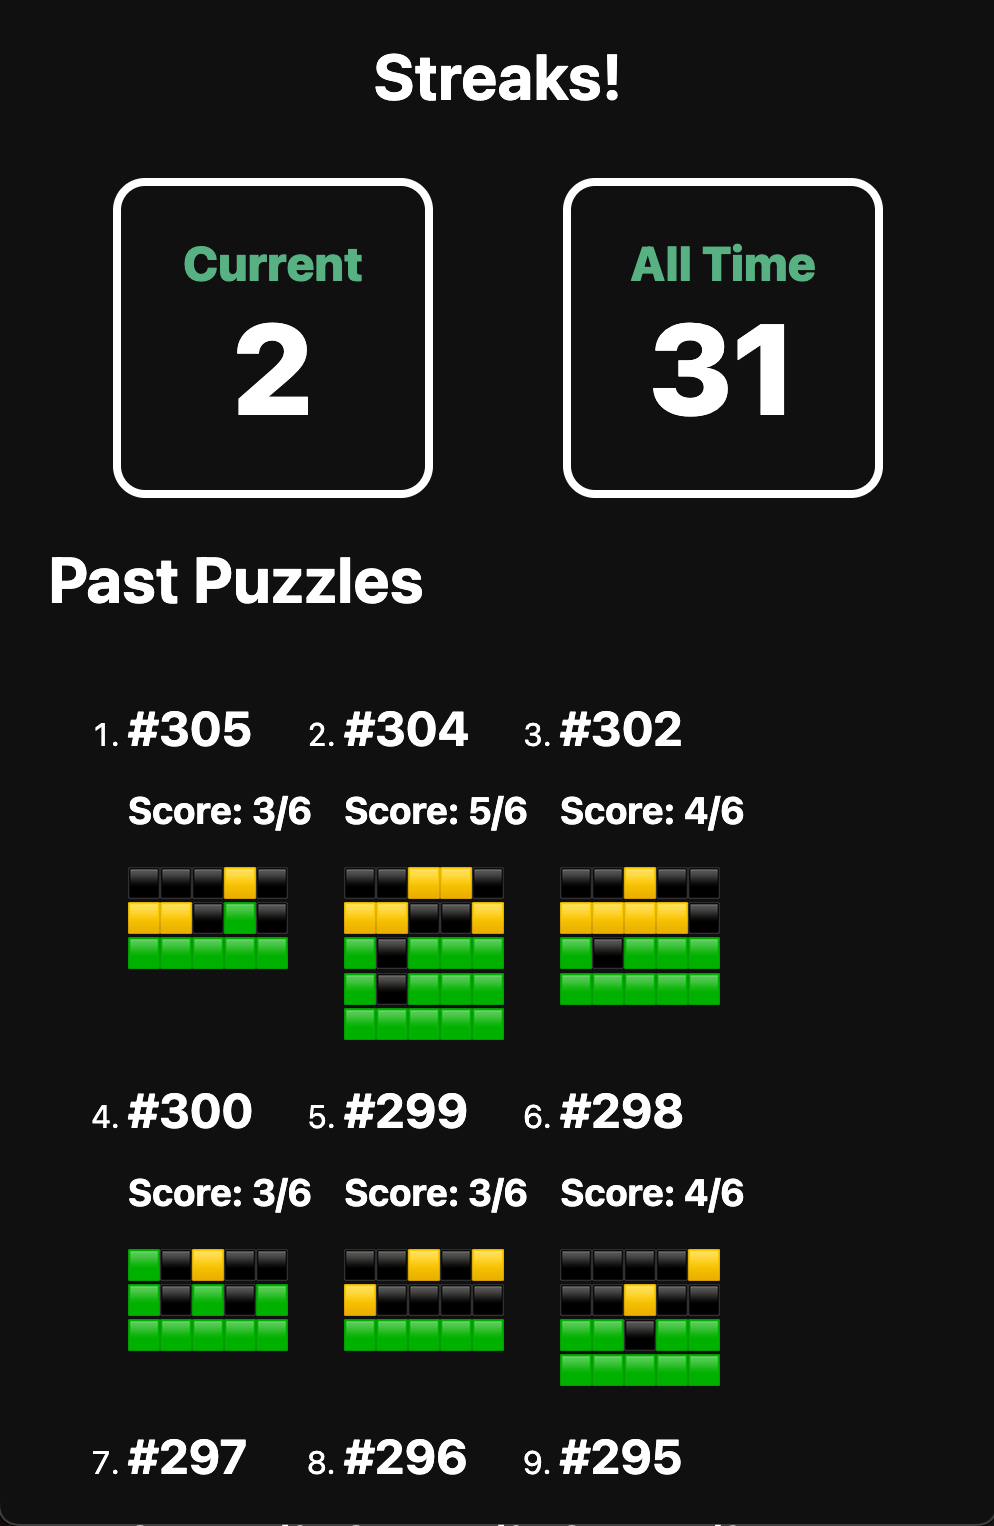 Streaks!
Current
2
All Time
31
Past Puzzles
1. #305
Score: 3/6
2. #304
Score: 5/6
3. #302
Score: 4/6
4. #300
Score: 3/6
5. #299
Score: 3/6
6. #298
Score: 4/6
7. #297
8. #296
9. #295